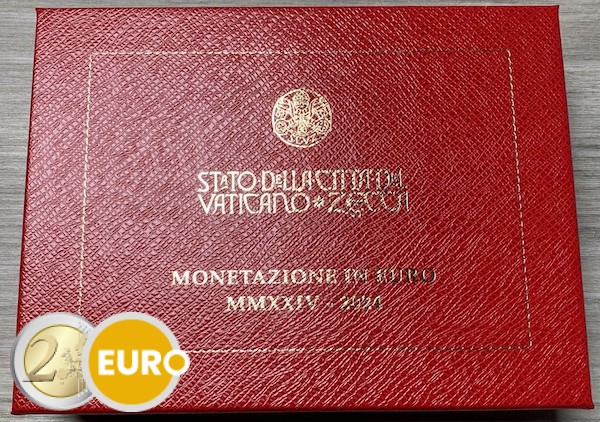 STATO·DELLA·CITTÀ·DEL
VATICANO * ZECCA
MONETAZIONE IN EURO
MMXXIV - 2024
2 EURO